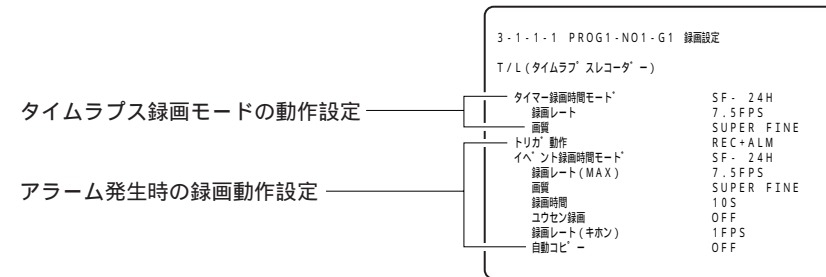 3-1-1-1 PROG1-NO1-G1 録画設定
T/L(タイムラプスレコーダー)
タイムラプス録画モードの動作設定
タイマー録画時間モード SF- 24H
録画レート 7.5FPS
画質 SUPER FINE
アラーム発生時の録画動作設定
トリガ動作 REC+ALM
イベント録画時間モード SF- 24H
録画レート(MAX) 7.5FPS
画質 SUPER FINE
録画時間 10S
ユウセン録画 OFF
録画レート(キホン) 1FPS
自動コピー OFF